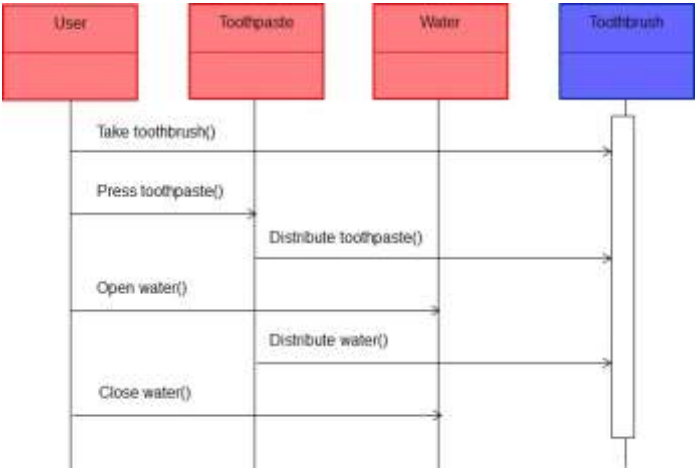 User
Toothpaste
Water
Toothbrush
Take toothbrush()
Press toothpaste()
Distribute toothpaste()
Open water()
Distribute water()
Close water()